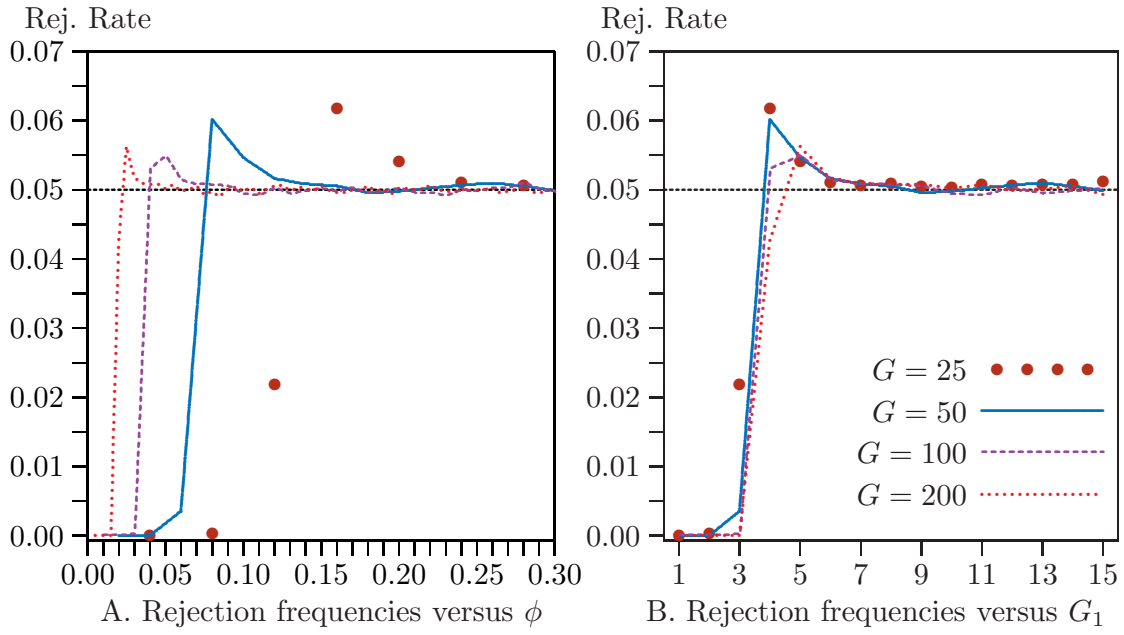 Rej. Rate
0.07
0.06
0.05
0.04
0.03
0.02
0.01
0.00
0.00 0.05 0.10 0.15 0.20 0.25 0.30
A. Rejection frequencies versus ϕ
Rej. Rate
0.07
0.06
0.05
0.04
0.03
0.02
0.01
0.00
1 3 5 7 9 11 13 15
G = 25
G = 50
G = 100
G = 200
B. Rejection frequencies versus G₁